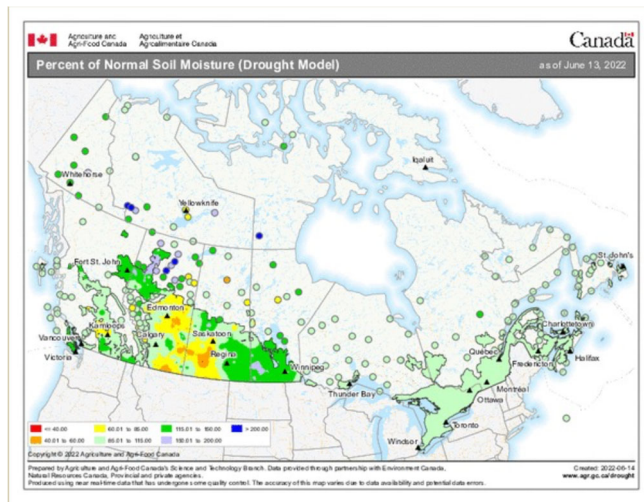 Agriculture and Agriculture et
Agri-Food Canada Agroalimentaire Canada
Canada
Percent of Normal Soil Moisture (Drought Model) as of June 13, 2022
Iqaluit
Whitehorse
Yellowknife
St. John's
Fort St. John
Edmonton
Charlottetown
Kamloops
Saskatoon
Vancouver
Calgary
Halifax
Victoria
Regina
Québec
Fredericton
Winnipeg
Montréal
Thunder Bay
Ottawa
Toronto
Windsor
<= 40.00 60.01 to 85.00 115.01 to 150.00 > 200.00
40.01 to 60.00 85.01 to 115.00 150.01 to 200.00
Copyright © 2022 Agriculture and Agri-Food Canada
Prepared by Agriculture and Agri-Food Canada's Science and Technology Branch. Data provided through partnership with Environment Canada, Created: 2022-06-14
Natural Resources Canada, Provincial and private agencies. www.agr.gc.ca/drought
Produced using near real-time data that has undergone some quality control. The accuracy of this map varies due to data availability and potential data errors.